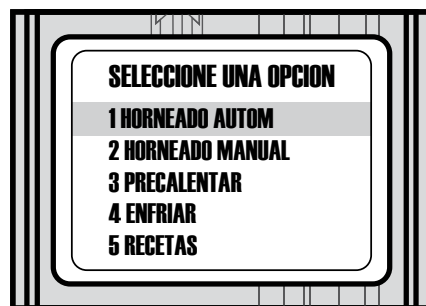 SELECCIONE UNA OPCION
1 HORNEADO AUTOM
2 HORNEADO MANUAL
3 PRECALENTAR
4 ENFRIAR
5 RECETAS